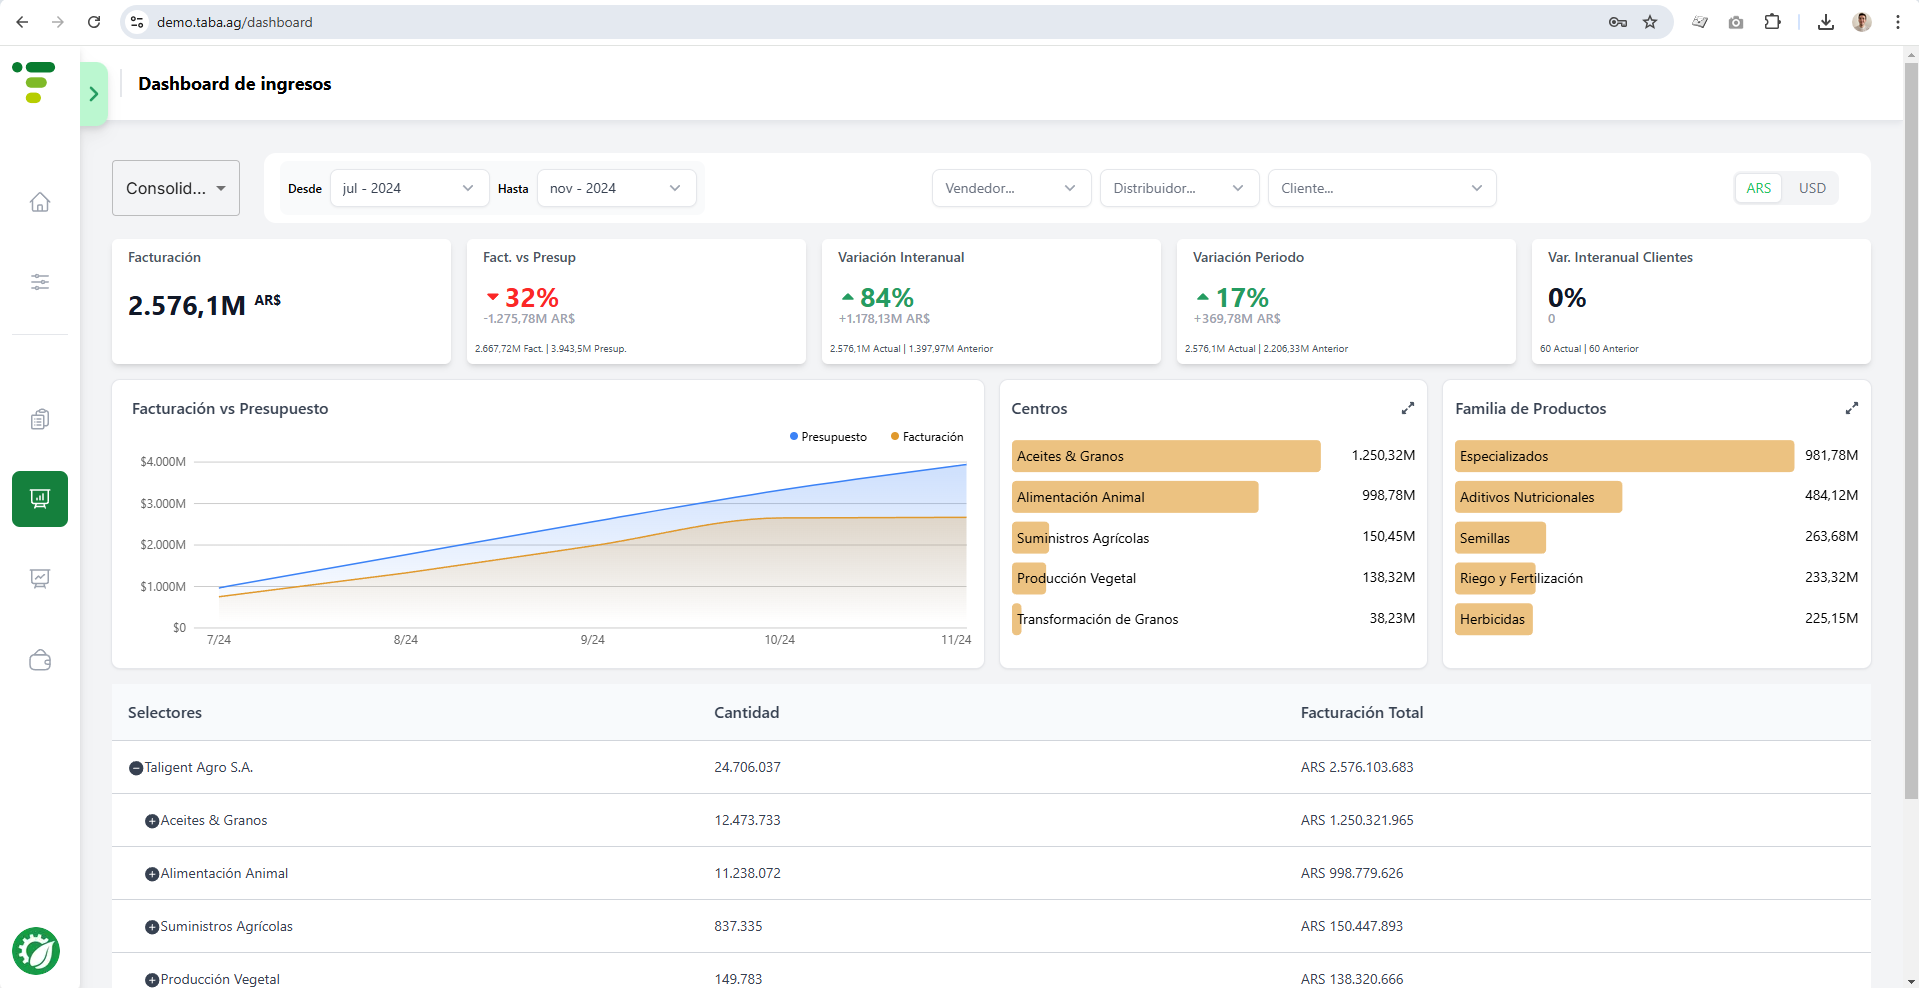 demo.taba.ag/dashboard
Dashboard de ingresos
Consolid...
Desde
jul - 2024
Hasta
nov - 2024
Vendedor...
Distribuidor...
Cliente...
ARS
USD
Facturación
2.576,1M AR$
Fact. vs Presup
32%
-1.275,78M AR$
2.667,72M Fact. | 3.943,5M Presup.
Variación Interanual
84%
+1.178,13M AR$
2.576,1M Actual | 1.397,97M Anterior
Variación Periodo
17%
+369,78M AR$
2.576,1M Actual | 2.206,33M Anterior
Var. Interanual Clientes
0%
0
60 Actual | 60 Anterior
Facturación vs Presupuesto
Presupuesto
Facturación
$4.000M
$3.000M
$2.000M
$1.000M
$0
7/24
8/24
9/24
10/24
11/24
Centros
Aceites & Granos 1.250,32M
Alimentación Animal 998,78M
Suministros Agrícolas 150,45M
Producción Vegetal 138,32M
Transformación de Granos 38,23M
Familia de Productos
Especializados 981,78M
Aditivos Nutricionales 484,12M
Semillas 263,68M
Riego y Fertilización 233,32M
Herbicidas 225,15M
Selectores Cantidad Facturación Total
Taligent Agro S.A. 24.706.037 ARS 2.576.103.683
Aceites & Granos 12.473.733 ARS 1.250.321.965
Alimentación Animal 11.238.072 ARS 998.779.626
Suministros Agrícolas 837.335 ARS 150.447.893
Producción Vegetal 149.783 ARS 138.320.666